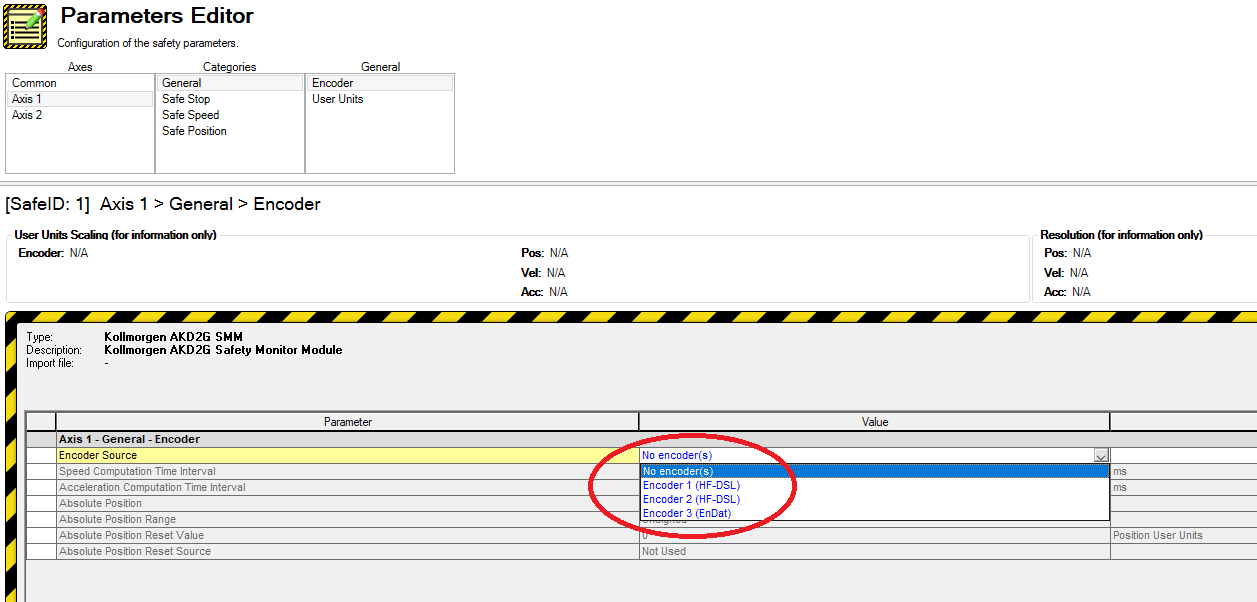 Parameters Editor
Configuration of the safety parameters.
Axes Categories General
Common General Encoder
Axis 1 Safe Stop User Units
Axis 2 Safe Speed
Safe Position
[SafeID: 1] Axis 1 > General > Encoder
User Units Scaling (for information only) Resolution (for information only)
Encoder: N/A Pos: N/A Pos: N/A
Vel: N/A Vel: N/A
Acc: N/A Acc: N/A
Type: Kollmorgen AKD2G SMM
Description: Kollmorgen AKD2G Safety Monitor Module
Import file: -
Parameter Value
Axis 1 - General - Encoder
Encoder Source No encoder(s)
Speed Computation Time Interval No encoder(s) ms
Acceleration Computation Time Interval Encoder 1 (HF-DSL) ms
Absolute Position Encoder 2 (HF-DSL)
Absolute Position Range Encoder 3 (EnDat)
Unsigned
Absolute Position Reset Value 0 Position User Units
Absolute Position Reset Source Not Used